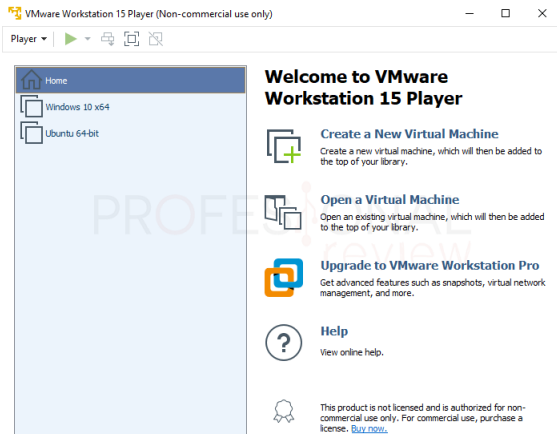 VMware Workstation 15 Player (Non-commercial use only)
Player
Home
Windows 10 x64
Ubuntu 64-bit
Welcome to VMware
Workstation 15 Player
Create a New Virtual Machine
Create a new virtual machine, which will then be added to
the top of your library.
Open a Virtual Machine
Open an existing virtual machine, which will then be added
to the top of your library.
Upgrade to VMware Workstation Pro
Get advanced features such as snapshots, virtual network
management, and more.
Help
View online help.
This product is not licensed and is authorized for non-
commercial use only. For commercial use, purchase a
license. Buy now.
PROFESIONAL
review